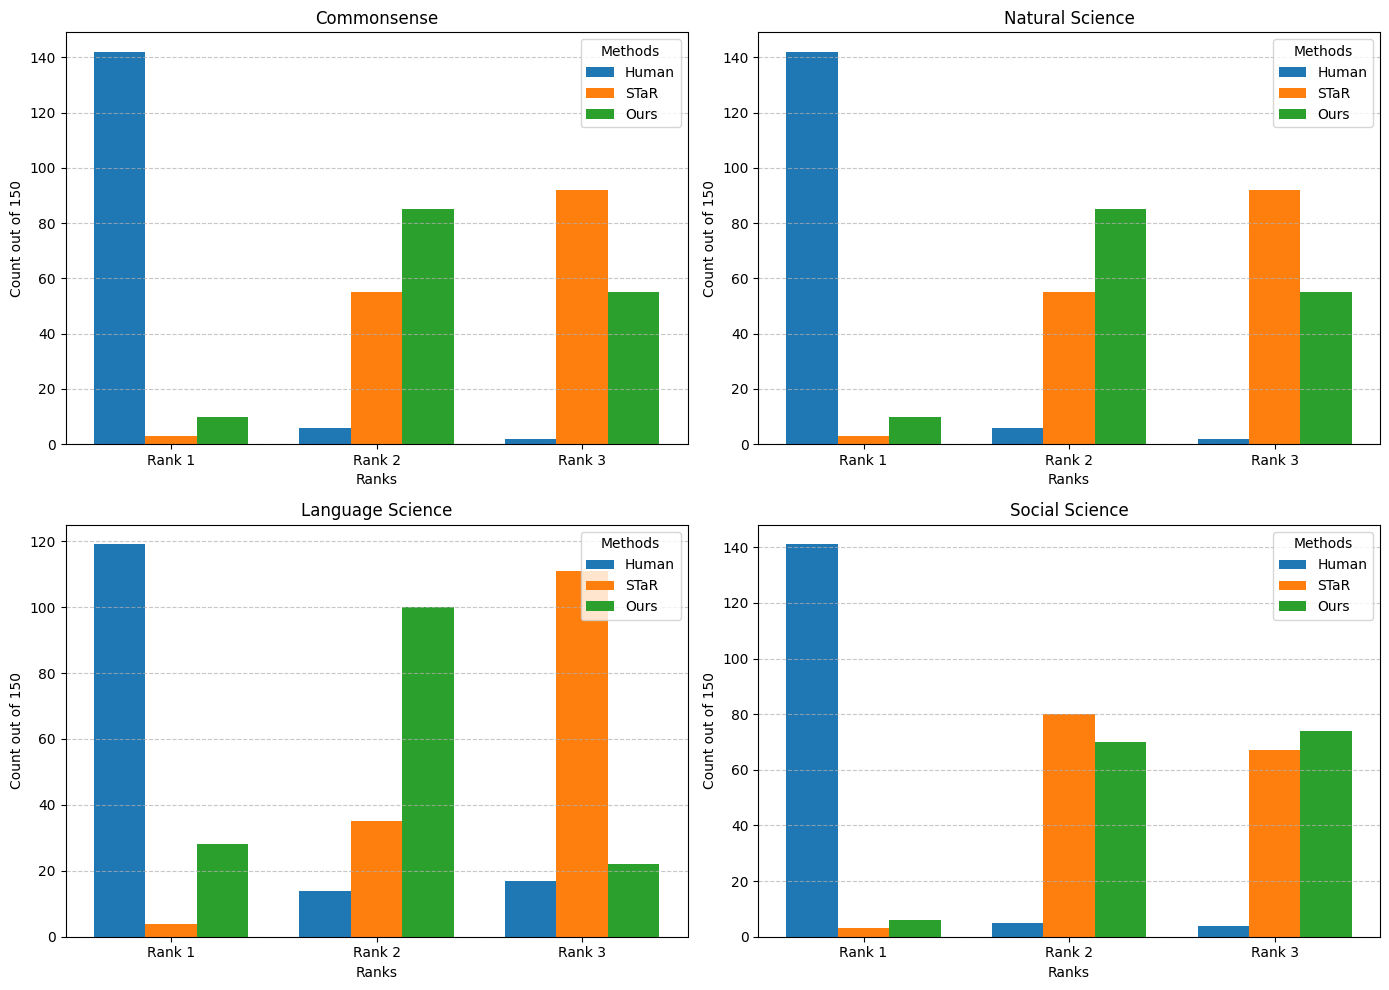 Commonsense
Count out of 150
140
120
100
80
60
40
20
0
Methods
Human
STaR
Ours
Rank 1 Rank 2 Rank 3
Ranks
Natural Science
Count out of 150
140
120
100
80
60
40
20
0
Methods
Human
STaR
Ours
Rank 1 Rank 2 Rank 3
Ranks
Language Science
Count out of 150
120
100
80
60
40
20
0
Methods
Human
STaR
Ours
Rank 1 Rank 2 Rank 3
Ranks
Social Science
Count out of 150
140
120
100
80
60
40
20
0
Methods
Human
STaR
Ours
Rank 1 Rank 2 Rank 3
Ranks